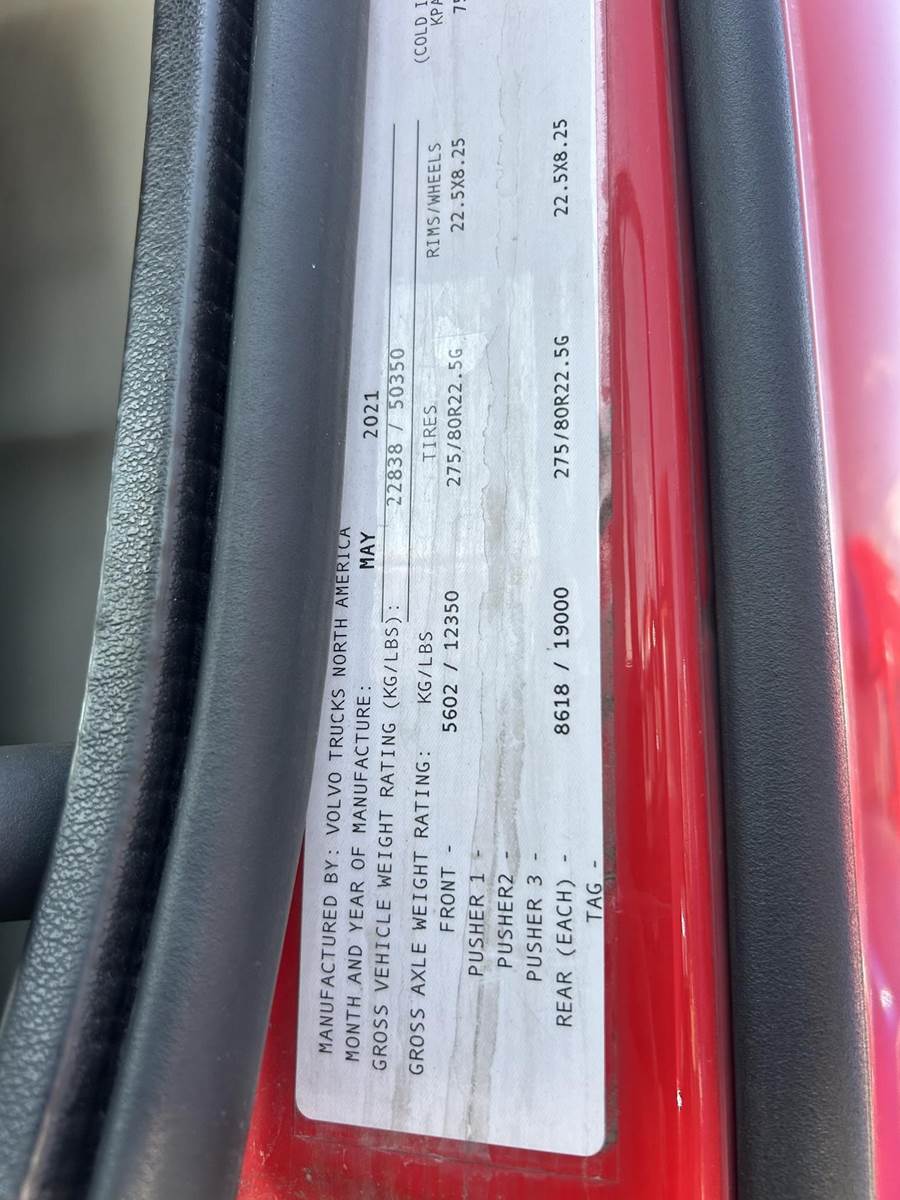 MANUFACTURED BY: VOLVO TRUCKS NORTH AMERICA
MONTH AND YEAR OF MANUFACTURE: MAY 2021
GROSS VEHICLE WEIGHT RATING (KG/LBS): 22838 / 50350
GROSS AXLE WEIGHT RATING: KG/LBS TIRES RIMS/WHEELS (COLD
FRONT - 5602 / 12350 275/80R22.5G 22.5X8.25
PUSHER 1 -
PUSHER2 -
PUSHER 3 -
REAR (EACH) - 8618 / 19000 275/80R22.5G 22.5X8.25
TAG -